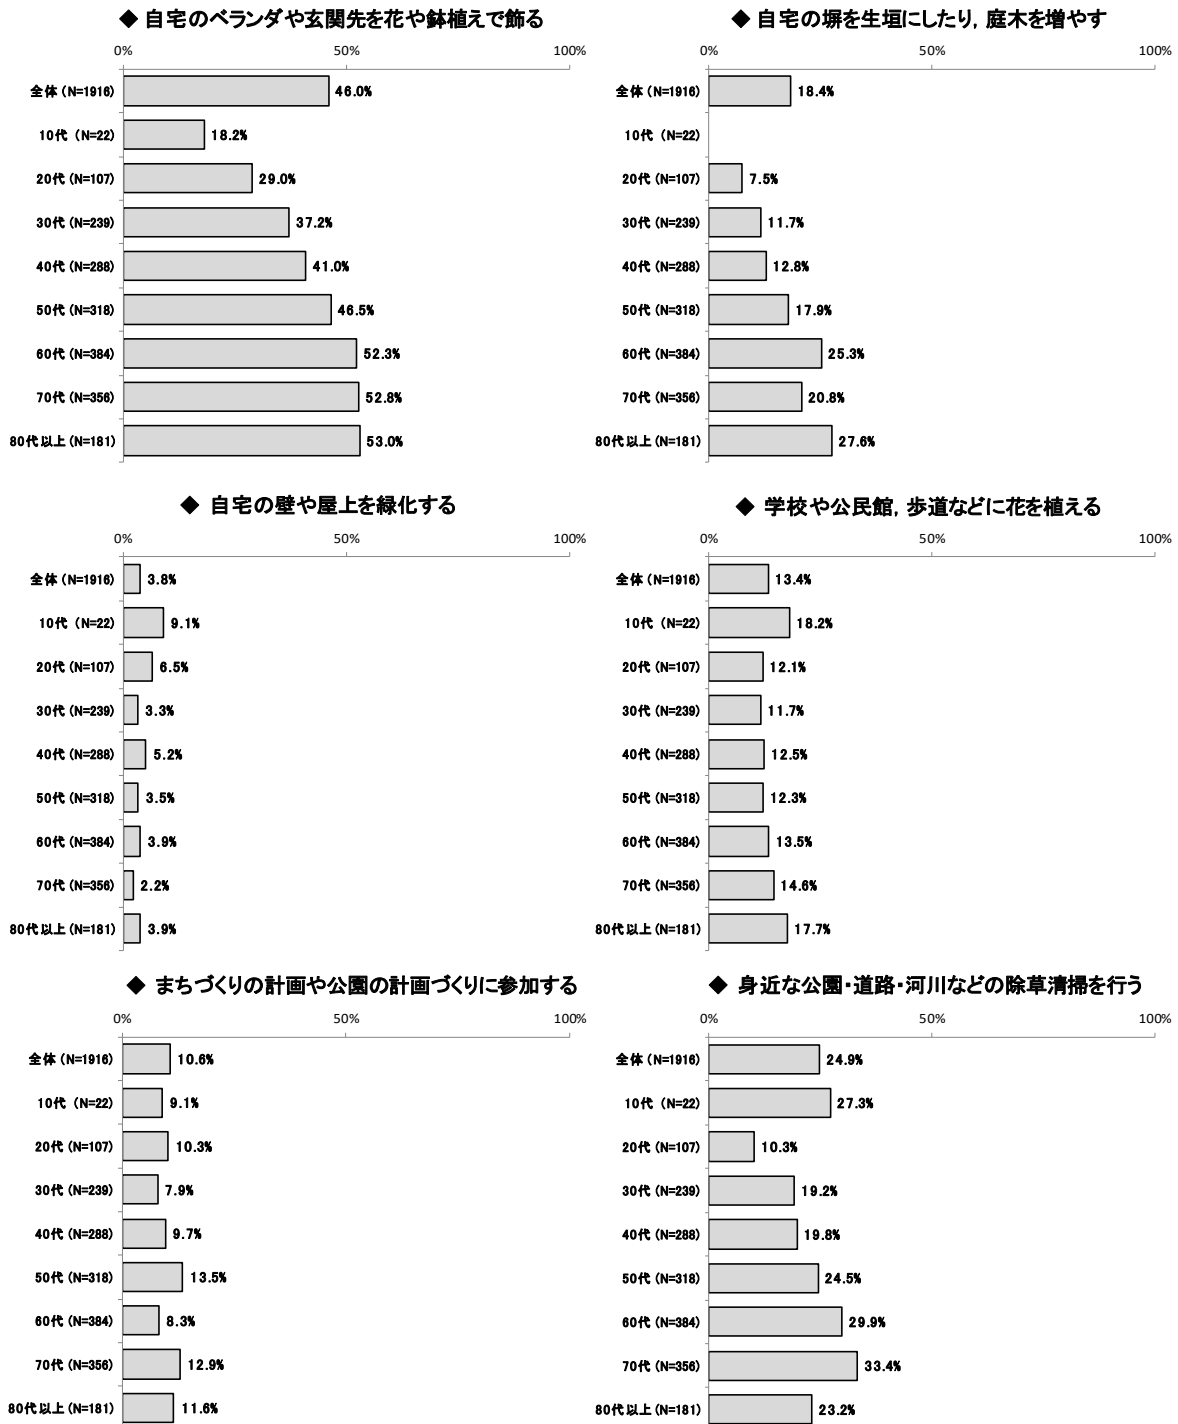 ◆ 自宅のベランダや玄関先を花や鉢植えで飾る
0% 50% 100%
全体 (N=1916) 46.0%
10代 (N=22) 18.2%
20代 (N=107) 29.0%
30代 (N=239) 37.2%
40代 (N=288) 41.0%
50代 (N=318) 46.5%
60代 (N=384) 52.3%
70代 (N=356) 52.8%
80代以上 (N=181) 53.0%
◆ 自宅の塀を生垣にしたり, 庭木を増やす
0% 50% 100%
全体 (N=1916) 18.4%
10代 (N=22)
20代 (N=107) 7.5%
30代 (N=239) 11.7%
40代 (N=288) 12.8%
50代 (N=318) 17.9%
60代 (N=384) 25.3%
70代 (N=356) 20.8%
80代以上 (N=181) 27.6%
◆ 自宅の壁や屋上を緑化する
0% 50% 100%
全体 (N=1916) 3.8%
10代 (N=22) 9.1%
20代 (N=107) 6.5%
30代 (N=239) 3.3%
40代 (N=288) 5.2%
50代 (N=318) 3.5%
60代 (N=384) 3.9%
70代 (N=356) 2.2%
80代以上 (N=181) 3.9%
◆ 学校や公民館, 歩道などに花を植える
0% 50% 100%
全体 (N=1916) 13.4%
10代 (N=22) 18.2%
20代 (N=107) 12.1%
30代 (N=239) 11.7%
40代 (N=288) 12.5%
50代 (N=318) 12.3%
60代 (N=384) 13.5%
70代 (N=356) 14.6%
80代以上 (N=181) 17.7%
◆ まちづくりの計画や公園の計画づくりに参加する
0% 50% 100%
全体 (N=1916) 10.6%
10代 (N=22) 9.1%
20代 (N=107) 10.3%
30代 (N=239) 7.9%
40代 (N=288) 9.7%
50代 (N=318) 13.5%
60代 (N=384) 8.3%
70代 (N=356) 12.9%
80代以上 (N=181) 11.6%
◆ 身近な公園・道路・河川などの除草清掃を行う
0% 50% 100%
全体 (N=1916) 24.9%
10代 (N=22) 27.3%
20代 (N=107) 10.3%
30代 (N=239) 19.2%
40代 (N=288) 19.8%
50代 (N=318) 24.5%
60代 (N=384) 29.9%
70代 (N=356) 33.4%
80代以上 (N=181) 23.2%